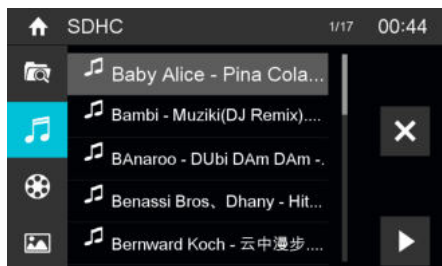 SDHC 1/17 00:44
Baby Alice - Pina Cola...
Bambi - Muziki(DJ Remix)....
BAnaroo - DUbi DAm DAm -.
Benassi Bros、Dhany - Hit...
Bernward Koch - 云中漫步....